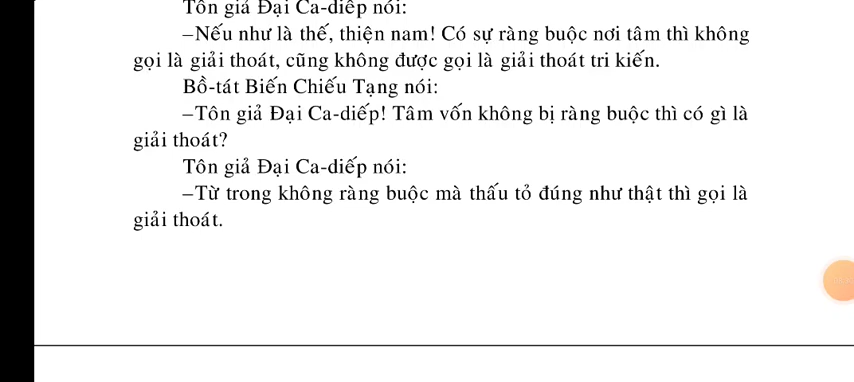 Tôn giả Đại Ca-diếp nói:
–Nếu như là thế, thiện nam! Có sự ràng buộc nơi tâm thì không
gọi là giải thoát, cũng không được gọi là giải thoát tri kiến.
Bồ-tát Biến Chiếu Tạng nói:
–Tôn giả Đại Ca-diếp! Tâm vốn không bị ràng buộc thì có gì là
giải thoát?
Tôn giả Đại Ca-diếp nói:
–Từ trong không ràng buộc mà thấu tỏ đúng như thật thì gọi là
giải thoát.